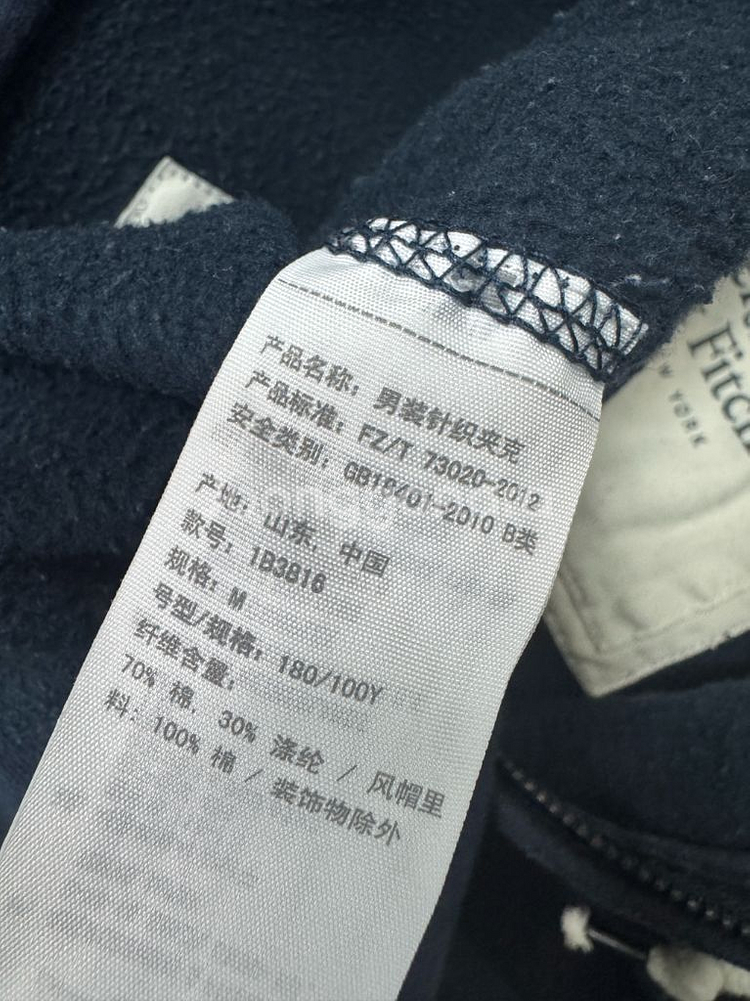 产品名称：男装针织夹克
产品标准：FZ/T 73020-2012
安全类别：GB18401-2010 B类
产地：山东，中国
款号：1B3816
规格：M
号型/规格：180/100Y
纤维含量：
70% 棉，30% 涤纶 / 风帽里
料：100% 棉 / 装饰物除外
YORK